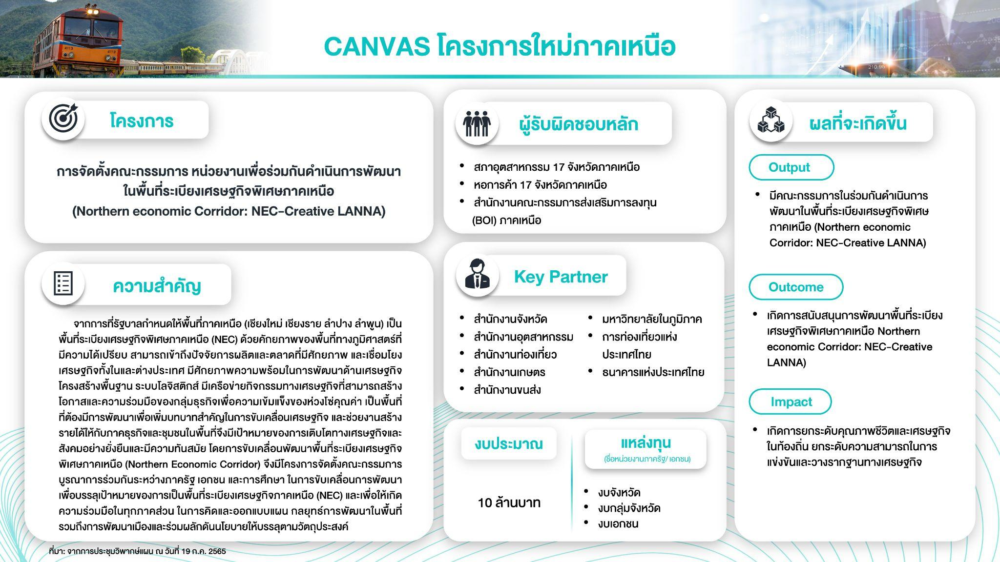 CANVAS โครงการใหม่ภาคเหนือ
4113
4113
210.95
โครงการ
การจัดตั้งคณะกรรมการ หน่วยงานเพื่อร่วมกันดำเนินการพัฒนา
ในพื้นที่ระเบียงเศรษฐกิจพิเศษภาคเหนือ
(Northern economic Corridor: NEC-Creative LANNA)
ความสำคัญ
จากการที่รัฐบาลกำหนดให้พื้นที่ภาคเหนือ (เชียงใหม่ เชียงราย ลำปาง ลำพูน) เป็น
พื้นที่ระเบียงเศรษฐกิจพิเศษภาคเหนือ (NEC) ด้วยศักยภาพของพื้นที่ทางภูมิศาสตร์ที่
มีความได้เปรียบ สามารถเข้าถึงปัจจัยการผลิตและตลาดที่มีศักยภาพ และเชื่อมโยง
เศรษฐกิจทั้งในและต่างประเทศ มีศักยภาพความพร้อมในการพัฒนาด้านเศรษฐกิจ
โครงสร้างพื้นฐาน ระบบโลจิสติกส์ มีเครือข่ายกิจกรรมทางเศรษฐกิจที่สามารถสร้าง
โอกาสและความร่วมมือของกลุ่มธุรกิจเพื่อความเข้มแข็งของห่วงโซ่คุณค่า เป็นพื้นที่
ที่ต้องมีการพัฒนาเพื่อเพิ่มบทบาทสำคัญในการขับเคลื่อนเศรษฐกิจ และช่วยงานสร้าง
รายได้ให้กับภาคธุรกิจและชุมชนในพื้นที่จึงมีเป้าหมายของการเติบโตทางเศรษฐกิจและ
สังคมอย่างยั่งยืนและมีความทันสมัย โดยการขับเคลื่อนพัฒนาพื้นที่ระเบียงเศรษฐกิจ
พิเศษภาคเหนือ (Northern Economic Corridor) จึงมีโครงการจัดตั้งคณะกรรมการ
บูรณาการร่วมกันระหว่างภาครัฐ เอกชน และการศึกษา ในการขับเคลื่อนการพัฒนา
เพื่อบรรลุเป้าหมายของการเป็นพื้นที่ระเบียงเศรษฐกิจภาคเหนือ (NEC) และเพื่อให้เกิด
ความร่วมมือในทุกภาคส่วน ในการคิดและออกแบบแผน กลยุทธ์การพัฒนาในพื้นที่
รวมถึงการพัฒนาเมืองและร่วมผลักดันนโยบายให้บรรลุตามวัตถุประสงค์
ที่มา: จากการประชุมวิพากษ์แผน ณ วันที่ 19 ก.ค. 2565
ผู้รับผิดชอบหลัก
• สภาอุตสาหกรรม 17 จังหวัดภาคเหนือ
• หอการค้า 17 จังหวัดภาคเหนือ
• สำนักงานคณะกรรมการส่งเสริมการลงทุน
(BOI) ภาคเหนือ
Key Partner
• สำนักงานจังหวัด
• สำนักงานอุตสาหกรรม
• สำนักงานท่องเที่ยว
• สำนักงานเกษตร
• สำนักงานขนส่ง
• มหาวิทยาลัยในภูมิภาค
• การท่องเที่ยวแห่ง
ประเทศไทย
• ธนาคารแห่งประเทศไทย
งบประมาณ
10 ล้านบาท
แหล่งทุน
(ชื่อหน่วยงานภาครัฐ/ เอกชน)
• งบจังหวัด
• งบกลุ่มจังหวัด
• งบเอกชน
ผลที่จะเกิดขึ้น
Output
• มีคณะกรรมการในร่วมกันดำเนินการ
พัฒนาในพื้นที่ระเบียงเศรษฐกิจพิเศษ
ภาคเหนือ (Northern economic
Corridor: NEC-Creative LANNA)
Outcome
• เกิดการสนับสนุนการพัฒนาพื้นที่ระเบียง
เศรษฐกิจพิเศษภาคเหนือ Northern
economic Corridor: NEC-Creative
LANNA)
Impact
• เกิดการยกระดับคุณภาพชีวิตและเศรษฐกิจ
ในท้องถิ่น ยกระดับความสามารถในการ
แข่งขันและวางรากฐานทางเศรษฐกิจ